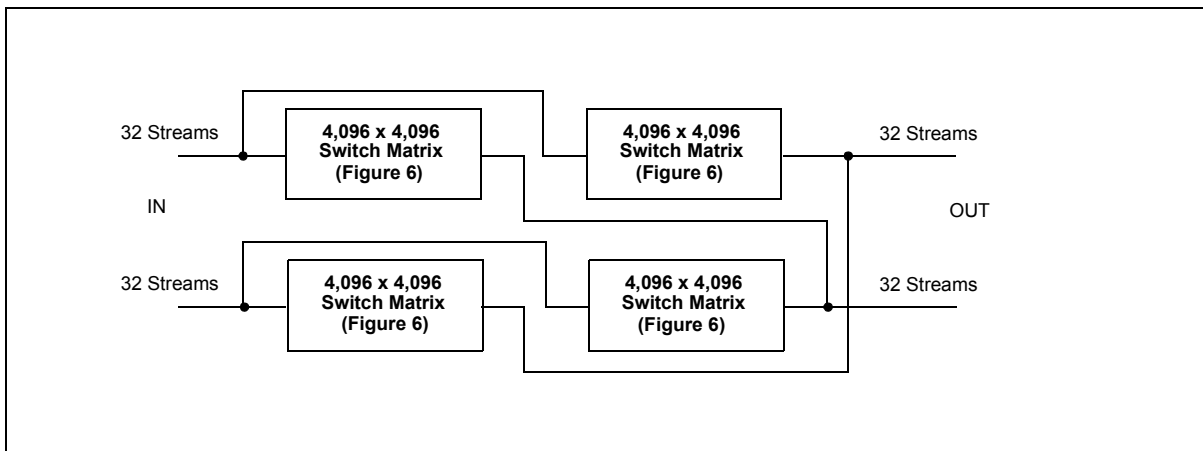 32 Streams
4,096 x 4,096
Switch Matrix
(Figure 6)
4,096 x 4,096
Switch Matrix
(Figure 6)
32 Streams
IN
OUT
32 Streams
4,096 x 4,096
Switch Matrix
(Figure 6)
4,096 x 4,096
Switch Matrix
(Figure 6)
32 Streams